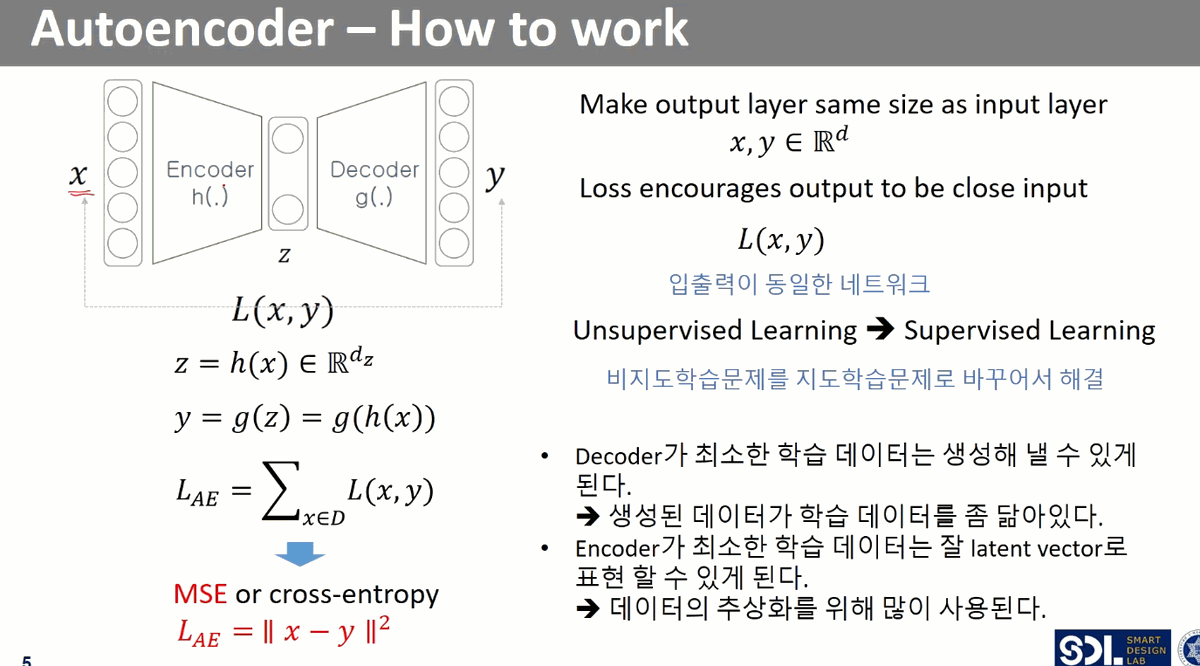 Autoencoder – How to work
x
Encoder
h(.)
z
Decoder
g(.)
y
L(x, y)
z = h(x) ∈ ℝ^{d_z}
y = g(z) = g(h(x))
L_{AE} = ∑_{x∈D} L(x, y)
MSE or cross-entropy
L_{AE} = ‖ x − y ‖²
Make output layer same size as input layer
x, y ∈ ℝ^d
Loss encourages output to be close input
L(x, y)
입출력이 동일한 네트워크
Unsupervised Learning ➔ Supervised Learning
비지도학습문제를 지도학습문제로 바꾸어서 해결
• Decoder가 최소한 학습 데이터는 생성해 낼 수 있게
된다.
➔ 생성된 데이터가 학습 데이터를 좀 닮아있다.
• Encoder가 최소한 학습 데이터는 잘 latent vector로
표현 할 수 있게 된다.
➔ 데이터의 추상화를 위해 많이 사용된다.
5
SDL SMART
DESIGN
LAB